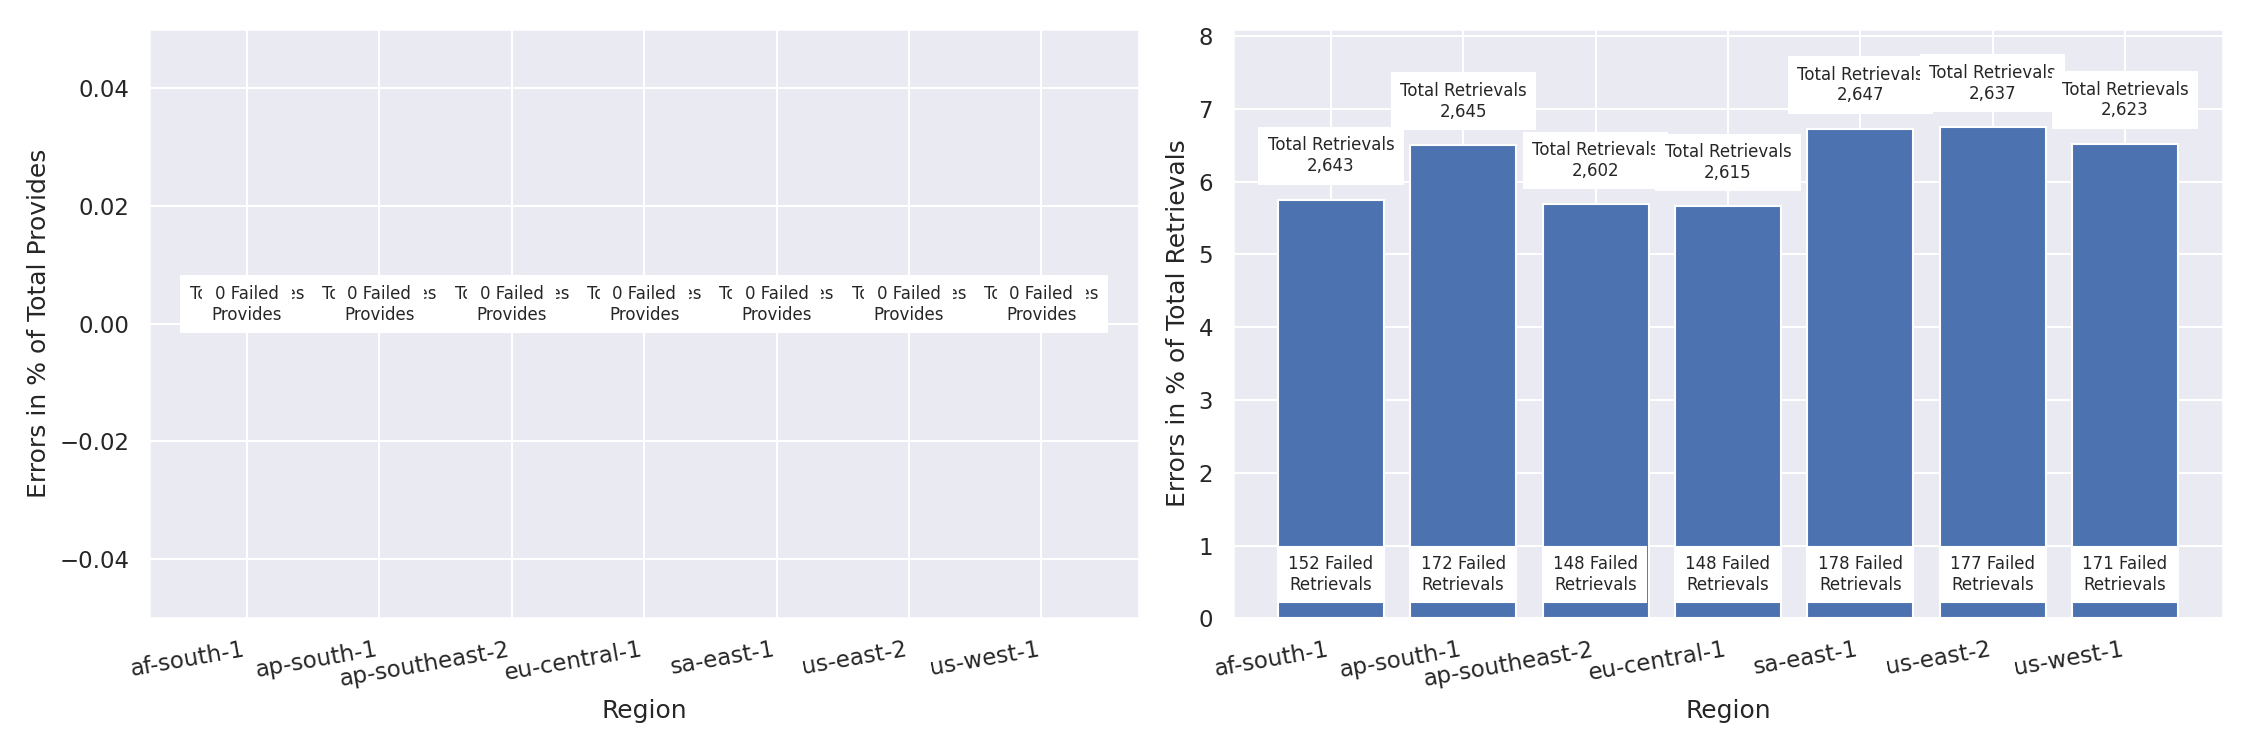 Errors in % of Total Provides
0.04
0.02
0.00
−0.02
−0.04
0 Failed
Provides
0 Failed
Provides
0 Failed
Provides
0 Failed
Provides
0 Failed
Provides
0 Failed
Provides
0 Failed
Provides
af-south-1
ap-south-1
ap-southeast-2
eu-central-1
sa-east-1
us-east-2
us-west-1
Region
Errors in % of Total Retrievals
8
7
6
5
4
3
2
1
0
Total Retrievals
2,643
Total Retrievals
2,645
Total Retrievals
2,602
Total Retrievals
2,615
Total Retrievals
2,647
Total Retrievals
2,637
Total Retrievals
2,623
152 Failed
Retrievals
172 Failed
Retrievals
148 Failed
Retrievals
148 Failed
Retrievals
178 Failed
Retrievals
177 Failed
Retrievals
171 Failed
Retrievals
af-south-1
ap-south-1
ap-southeast-2
eu-central-1
sa-east-1
us-east-2
us-west-1
Region